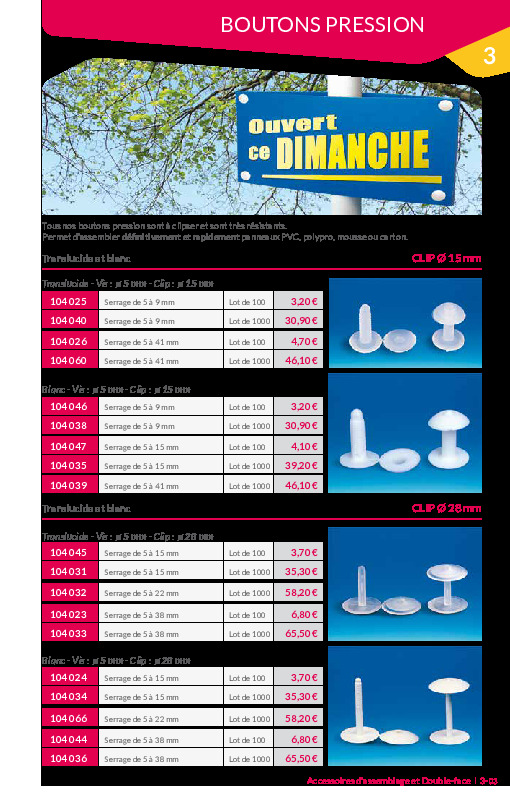 BOUTONS PRESSION
3
Ouvert
ce DIMANCHE
Tous nos boutons pression sont à cliquer et sont très résistants.
Permet d'assembler définitivement et rapidement panneaux PVC, polypro, mousse ou carton.
Translucide et blanc CLIP Ø 15 mm
Translucide - Vis : ø 5 mm - Clip : ø 15 mm
104 025 Serrage de 5 à 9 mm Lot de 100 3,20 €
104 040 Serrage de 5 à 9 mm Lot de 1000 30,90 €
104 026 Serrage de 5 à 41 mm Lot de 100 4,70 €
104 060 Serrage de 5 à 41 mm Lot de 1000 46,10 €
Blanc - Vis : ø 5 mm - Clip : ø 15 mm
104 046 Serrage de 5 à 9 mm Lot de 100 3,20 €
104 038 Serrage de 5 à 9 mm Lot de 1000 30,90 €
104 047 Serrage de 5 à 15 mm Lot de 100 4,10 €
104 035 Serrage de 5 à 15 mm Lot de 1000 39,20 €
104 039 Serrage de 5 à 41 mm Lot de 1000 46,10 €
Translucide et blanc CLIP Ø 28 mm
Translucide - Vis : ø 5 mm - Clip : ø 28 mm
104 045 Serrage de 5 à 15 mm Lot de 100 3,70 €
104 031 Serrage de 5 à 15 mm Lot de 1000 35,30 €
104 032 Serrage de 5 à 22 mm Lot de 1000 58,20 €
104 023 Serrage de 5 à 38 mm Lot de 100 6,80 €
104 033 Serrage de 5 à 38 mm Lot de 1000 65,50 €
Blanc - Vis : ø 5 mm - Clip : ø 28 mm
104 024 Serrage de 5 à 15 mm Lot de 100 3,70 €
104 034 Serrage de 5 à 15 mm Lot de 1000 35,30 €
104 066 Serrage de 5 à 22 mm Lot de 1000 58,20 €
104 044 Serrage de 5 à 38 mm Lot de 100 6,80 €
104 036 Serrage de 5 à 38 mm Lot de 1000 65,50 €
Accessoires d'assemblage et Double-face | 3-03